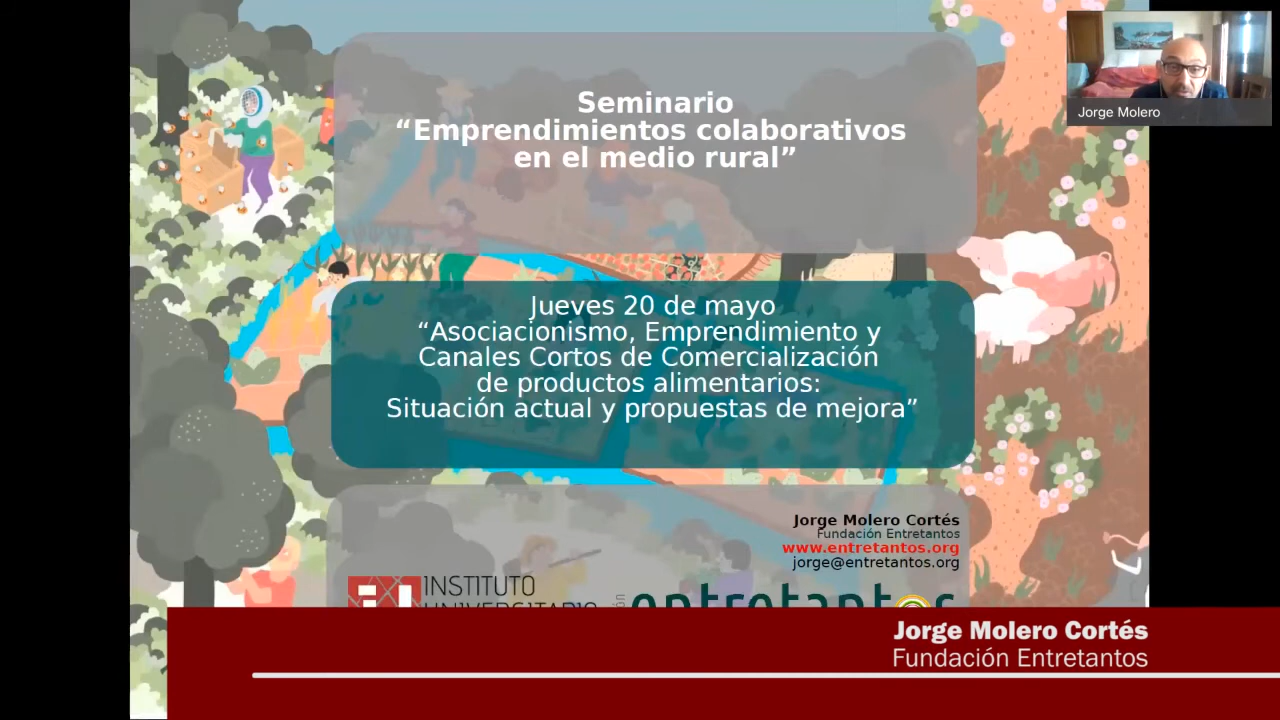 Seminario
“Emprendimientos colaborativos
en el medio rural”
Jorge Molero
Jueves 20 de mayo
“Asociacionismo, Emprendimiento y
Canales Cortos de Comercialización
de productos alimentarios:
Situación actual y propuestas de mejora”
Jorge Molero Cortés
Fundación Entretantos
www.entretantos.org
jorge@entretantos.org
INSTITUTO
UNIVERSITARIO
entretantos
Jorge Molero Cortés
Fundación Entretantos